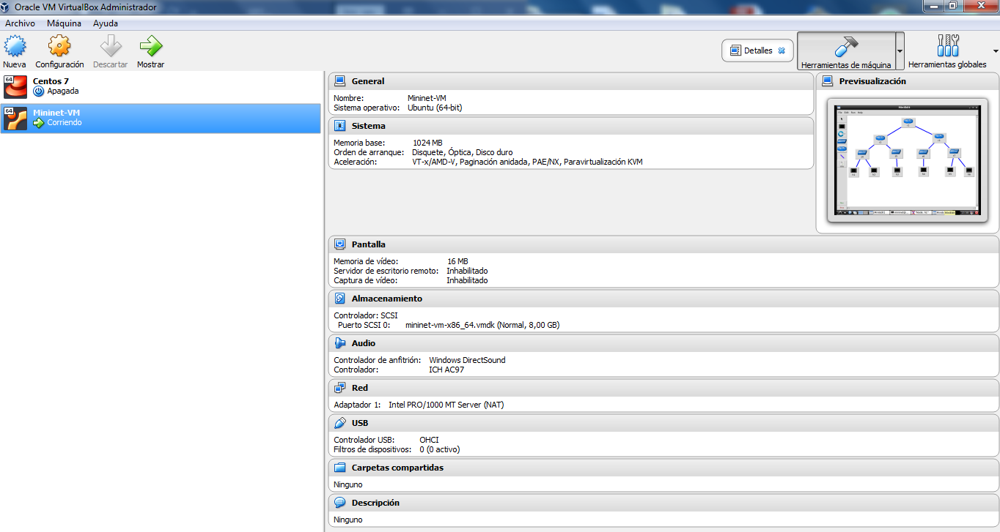 Oracle VM VirtualBox Administrador
Archivo Máquina Ayuda
Nueva Configuración Descartar Mostrar
Detalles
Herramientas de máquina
Herramientas globales
64
Centos 7
Apagada
64
Mininet-VM
Corriendo
General
Nombre: Mininet-VM
Sistema operativo: Ubuntu (64-bit)
Sistema
Memoria base: 1024 MB
Orden de arranque: Disquete, Óptica, Disco duro
Aceleración: VT-x/AMD-V, Paginación anidada, PAE/NX, Paravirtualización KVM
Previsualización
Pantalla
Memoria de vídeo: 16 MB
Servidor de escritorio remoto: Inhabilitado
Captura de vídeo: Inhabilitado
Almacenamiento
Controlador: SCSI
Puerto SCSI 0: mininet-vm-x86_64.vmdk (Normal, 8,00 GB)
Audio
Controlador de anfitrión: Windows DirectSound
Controlador: ICH AC97
Red
Adaptador 1: Intel PRO/1000 MT Server (NAT)
USB
Controlador USB: OHCI
Filtros de dispositivos: 0 (0 activo)
Carpetas compartidas
Ninguno
Descripción
Ninguno